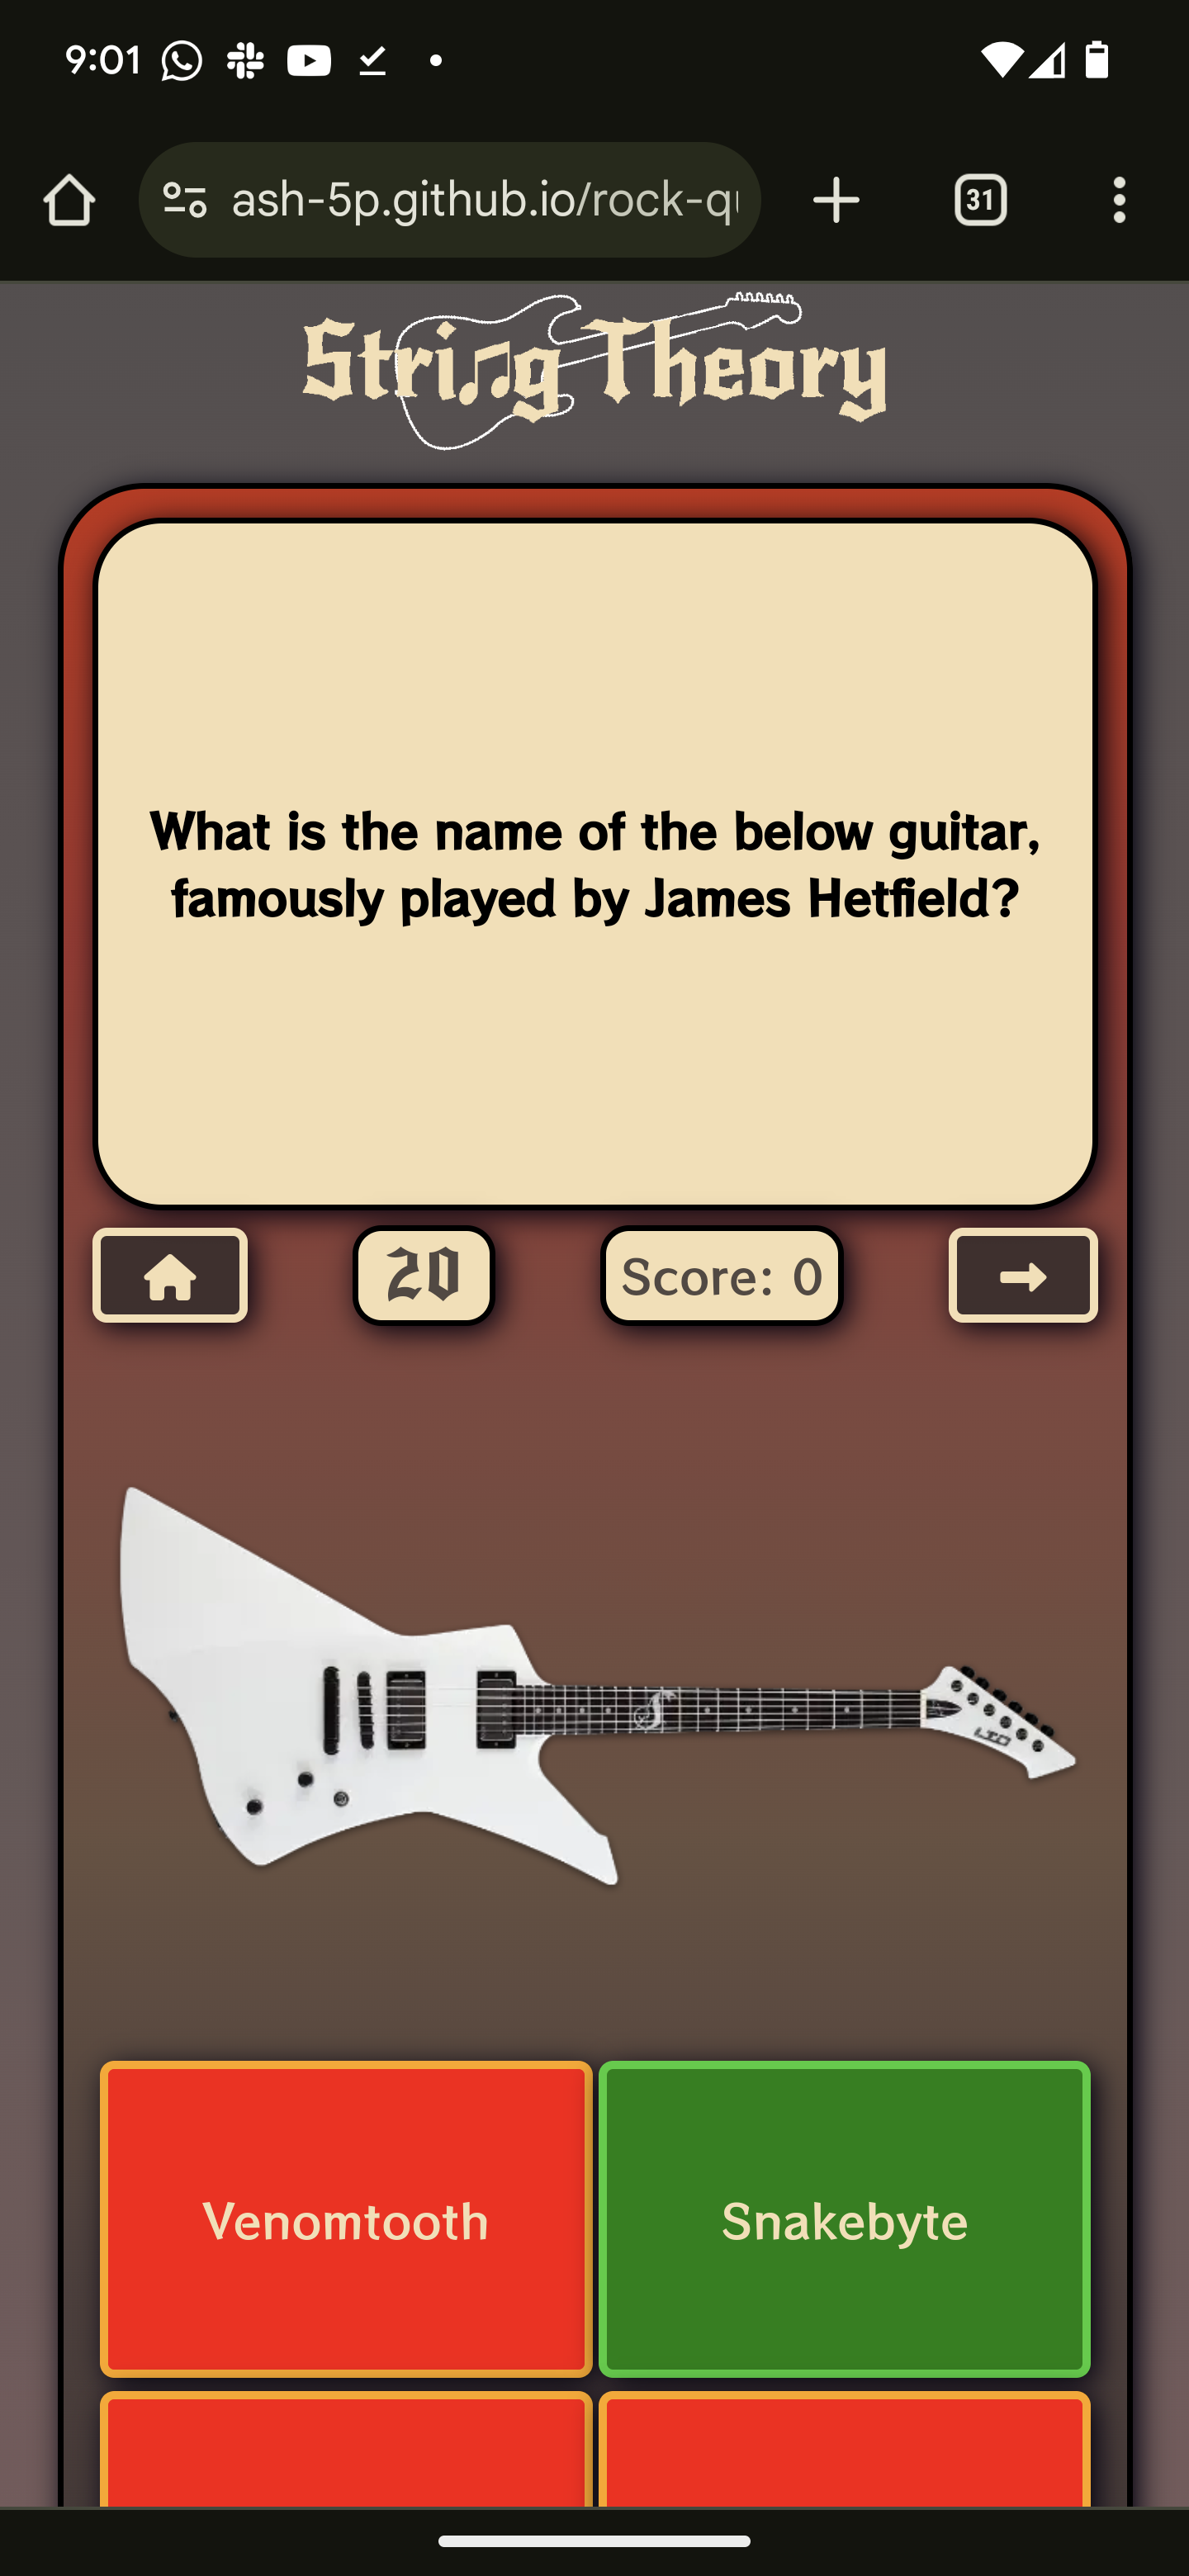 9:01
ash-5p.github.io/rock-q
31
String Theory
What is the name of the below guitar,
famously played by James Hetfield?
20
Score: 0
LTD
Venomtooth
Snakebyte